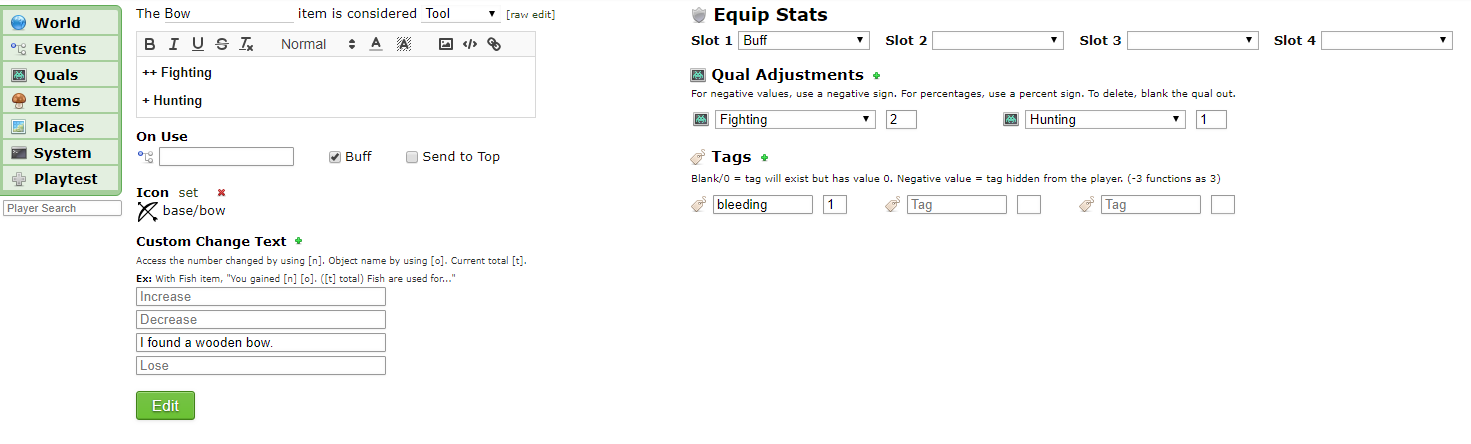 World
Events
Quals
Items
Places
System
Playtest
Player Search
The Bow item is considered Tool [raw edit]
B I U S Tx Normal A A
++ Fighting
+ Hunting
On Use
Buff Send to Top
Icon set
base/bow
Custom Change Text
Access the number changed by using [n]. Object name by using [o]. Current total [t].
Ex: With Fish item, "You gained [n] [o]. ([t] total) Fish are used for..."
Increase
Decrease
I found a wooden bow.
Lose
Edit
Equip Stats
Slot 1 Buff Slot 2 Slot 3 Slot 4
Qual Adjustments
For negative values, use a negative sign. For percentages, use a percent sign. To delete, blank the qual out.
Fighting 2 Hunting 1
Tags
Blank/0 = tag will exist but has value 0. Negative value = tag hidden from the player. (-3 functions as 3)
bleeding 1 Tag Tag